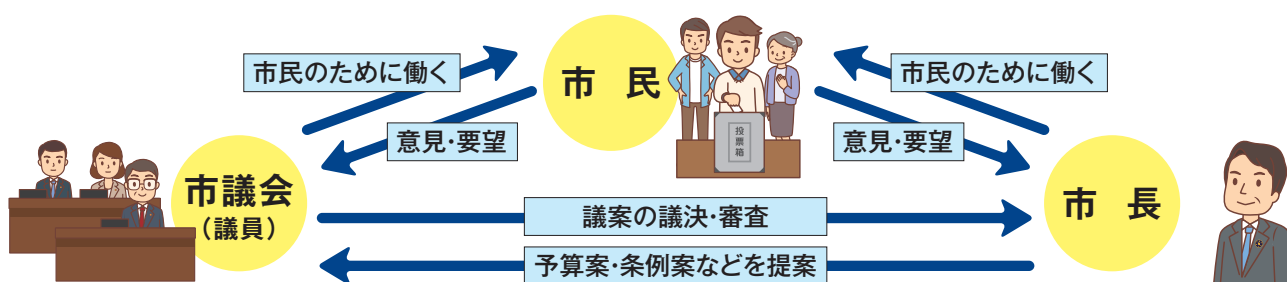 市民のために働く
市 民
市民のために働く
意見・要望
投票箱
意見・要望
市議会
（議員）
議案の議決・審査
市 長
予算案・条例案などを提案